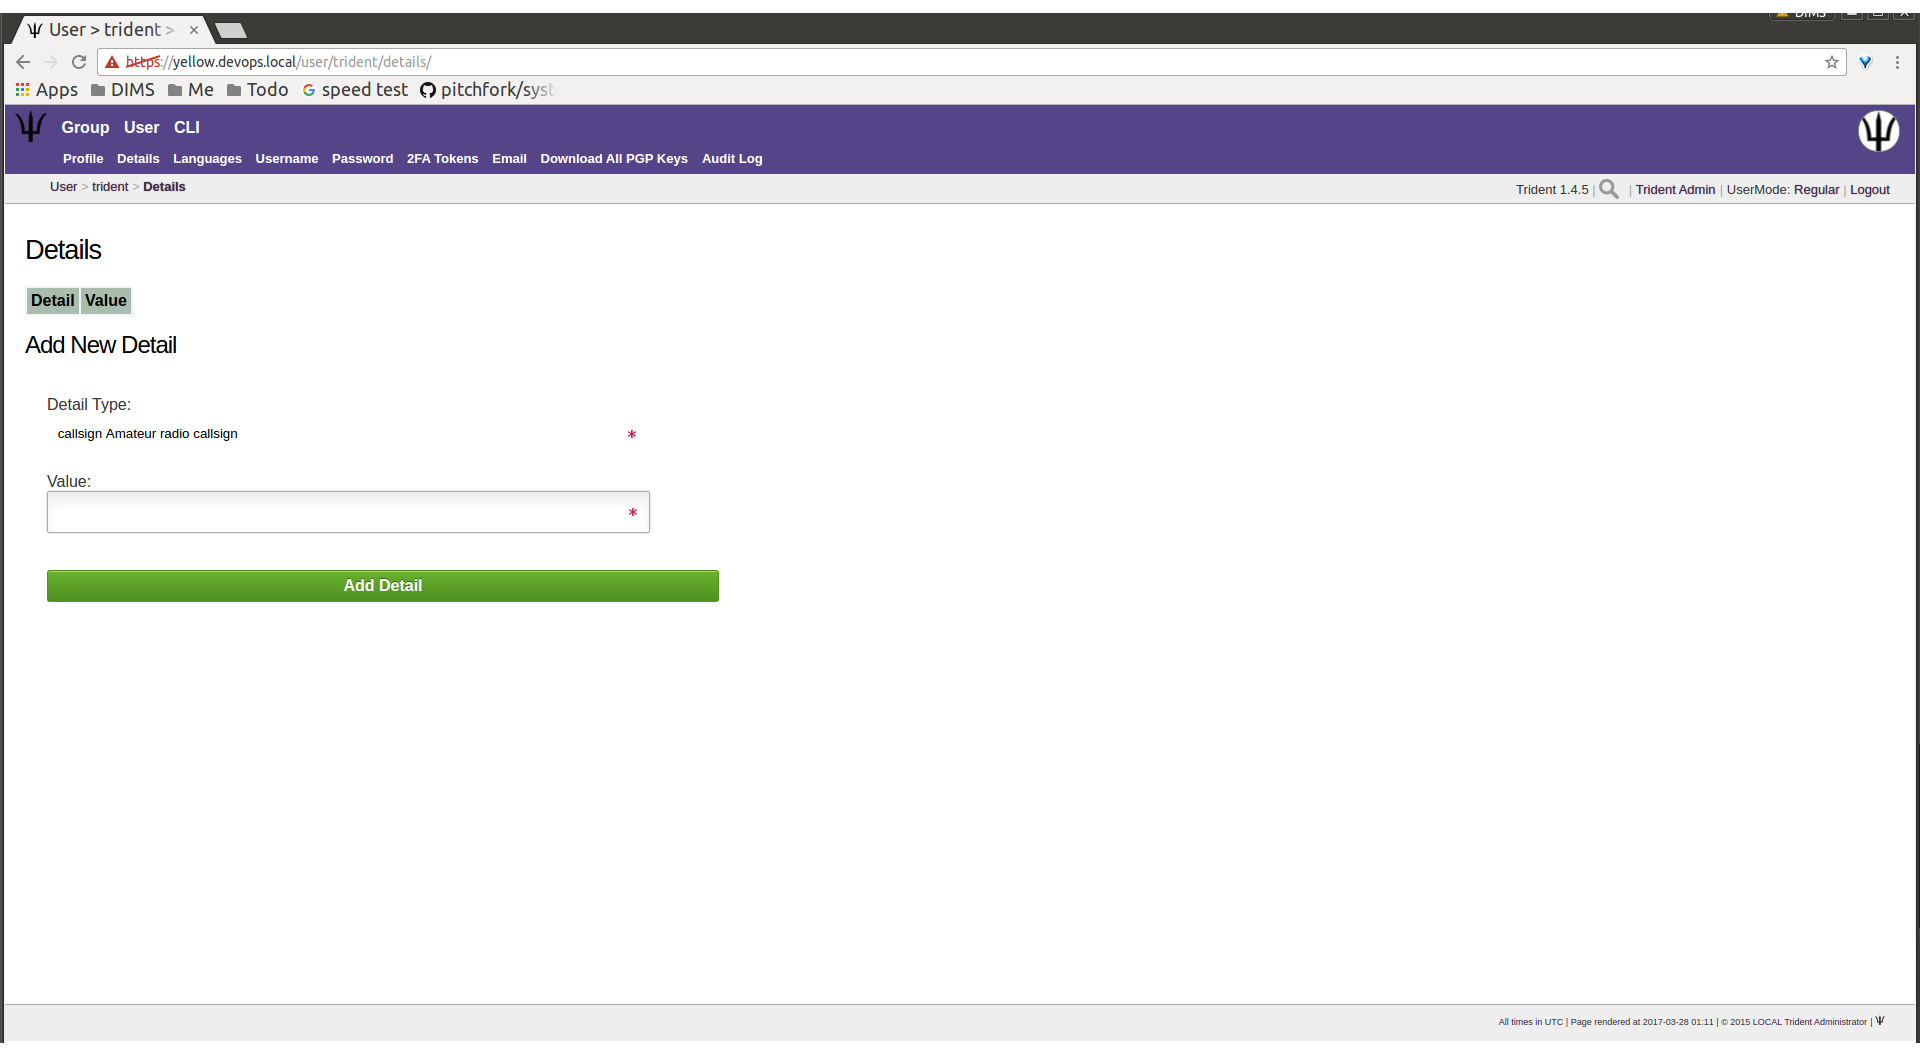 DIMS
User > trident >
https://yellow.devops.local/user/trident/details/
Apps DIMS Me Todo speed test pitchfork/syst
Group User CLI
Profile Details Languages Username Password 2FA Tokens Email Download All PGP Keys Audit Log
User > trident > Details
Trident 1.4.5 | | Trident Admin | UserMode: Regular | Logout
Details
Detail Value
Add New Detail
Detail Type:
callsign Amateur radio callsign *
Value:
*
Add Detail
All times in UTC | Page rendered at 2017-03-28 01:11 | © 2015 LOCAL Trident Administrator |